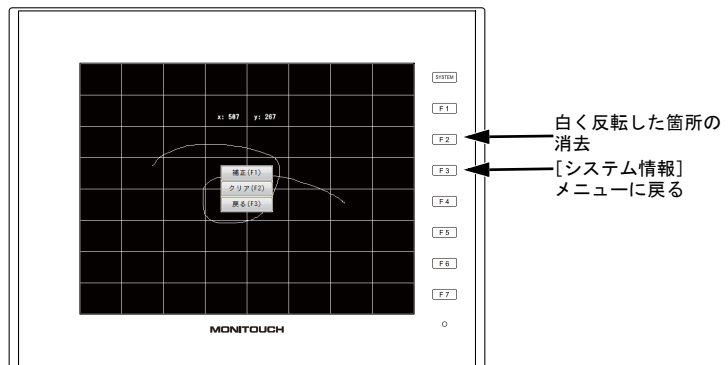 SYSTEM
F1
x: 507 y: 267
F2
白く反転した箇所の
消去
補正(F1)
F3
[システム情報]
メニューに戻る
クリア(F2)
戻る(F3)
F4
F5
F6
F7
MONITOUCH